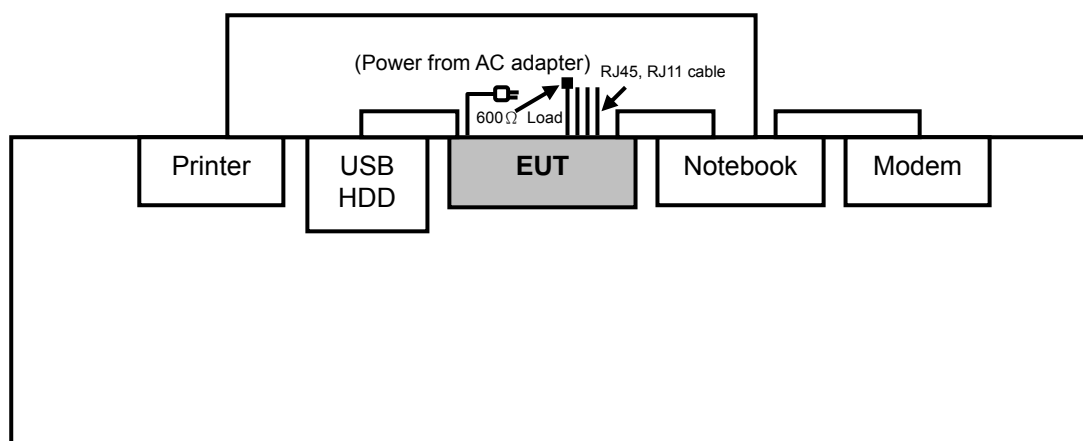 (Power from AC adapter)
RJ45, RJ11 cable
600Ω Load
Printer
USB
HDD
EUT
Notebook
Modem